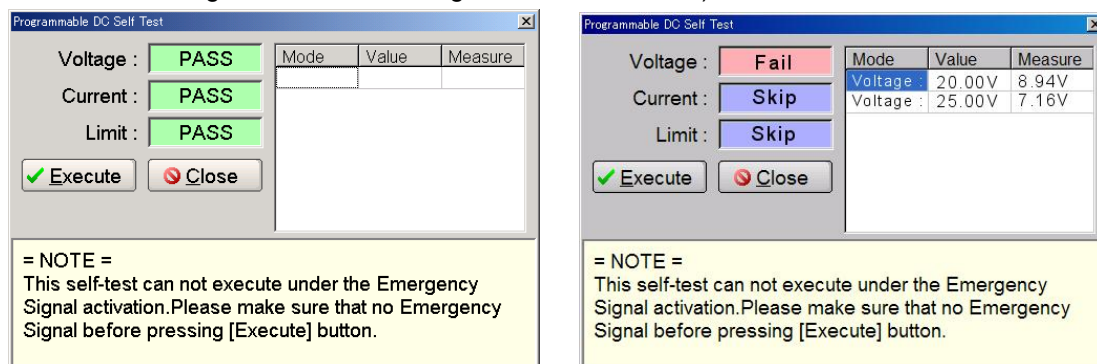 Programmable DC Self Test
Voltage : PASS
Current : PASS
Limit : PASS
Execute Close
Mode Value Measure
= NOTE =
This self-test can not execute under the Emergency
Signal activation.Please make sure that no Emergency
Signal before pressing [Execute] button.
Programmable DC Self Test
Voltage : Fail
Current : Skip
Limit : Skip
Execute Close
Mode Value Measure
Voltage : 20.00V 8.94V
Voltage : 25.00V 7.16V
= NOTE =
This self-test can not execute under the Emergency
Signal activation.Please make sure that no Emergency
Signal before pressing [Execute] button.